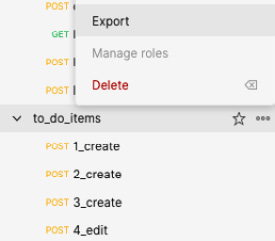 POST
Export
GET
Manage roles
POST
POST
Delete
to_do_items
POST 1_create
POST 2_create
POST 3_create
POST 4_edit